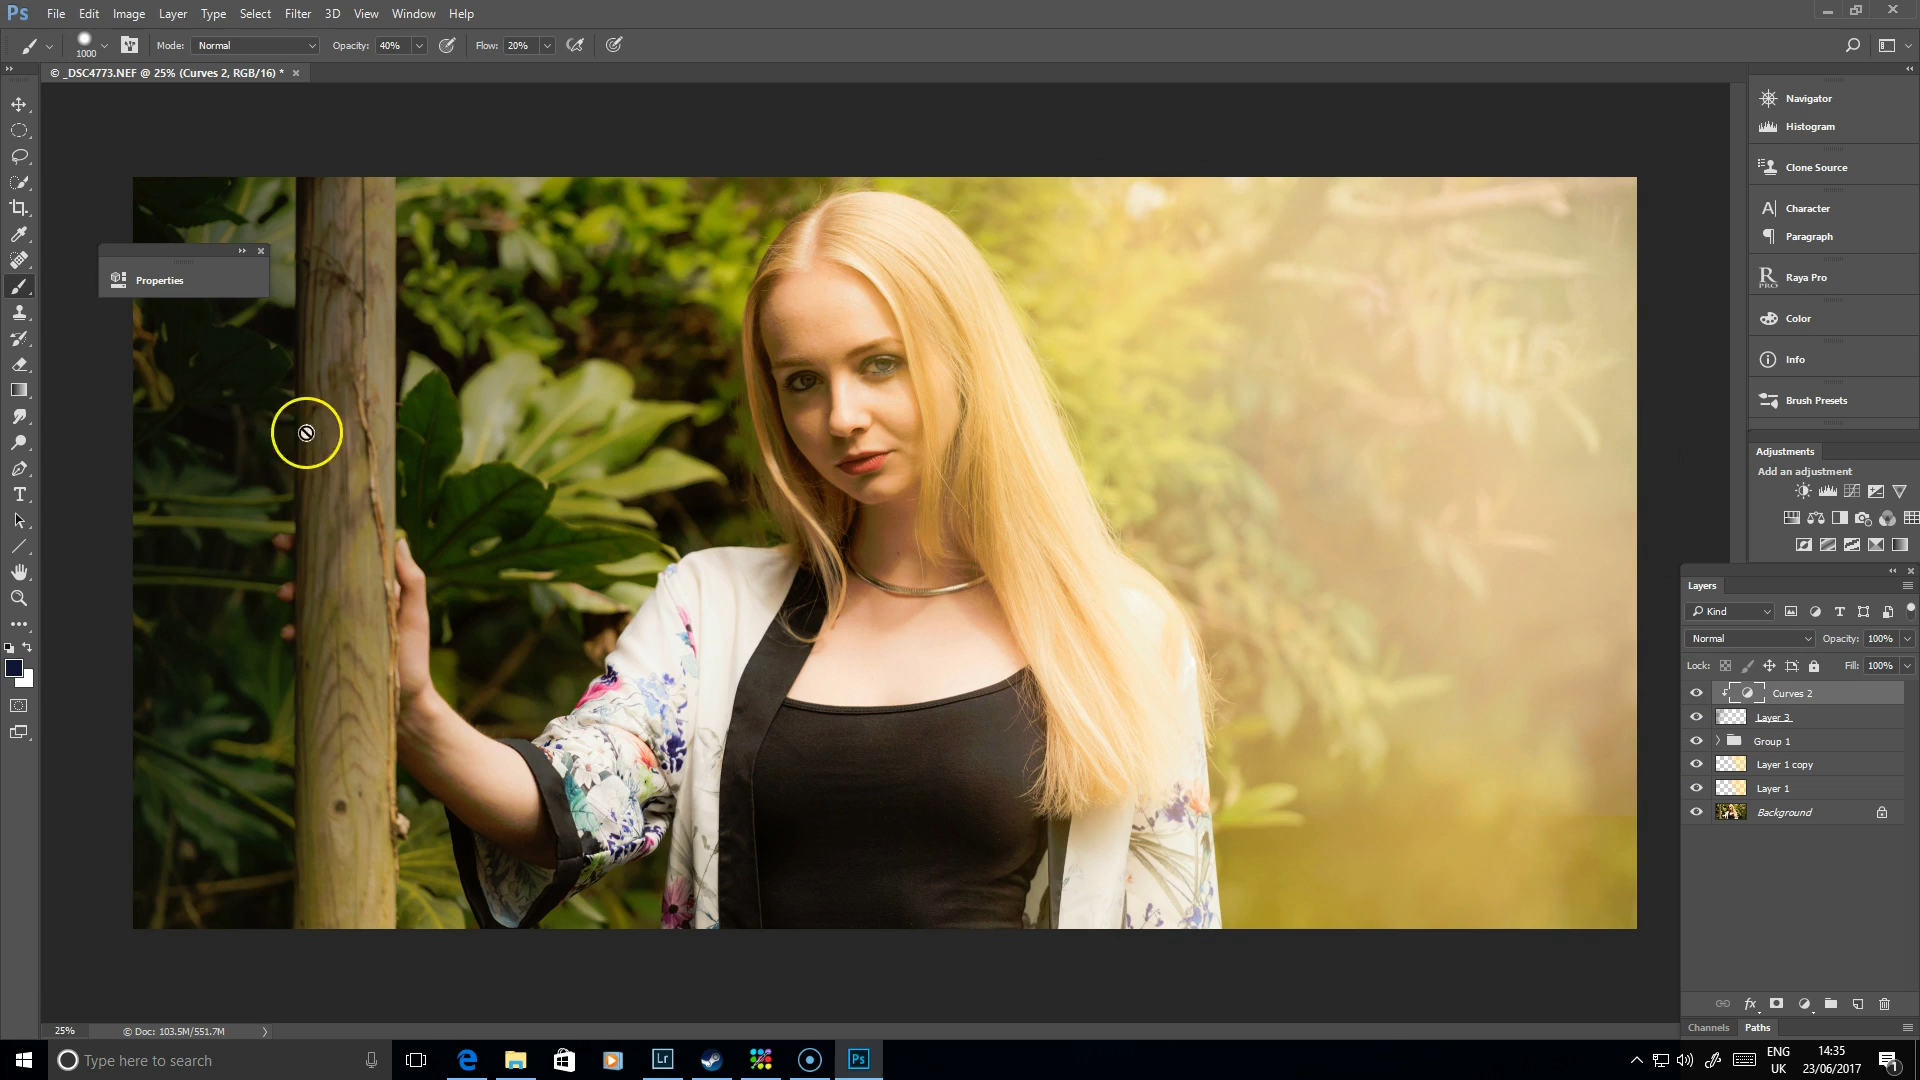 Ps File Edit Image Layer Type Select Filter 3D View Window Help
1000 Mode: Normal Opacity: 40% Flow: 20%
© _DSC4773.NEF @ 25% (Curves 2, RGB/16) *
Navigator
Histogram
Clone Source
Character
Paragraph
Raya Pro
Color
Info
Brush Presets
Properties
Adjustments
Add an adjustment
Layers
Kind
Normal Opacity: 100%
Lock: Fill: 100%
Curves 2
Layer 3
Group 1
Layer 1 copy
Layer 1
Background
Channels Paths
25% © Doc: 103.5M/551.7M
Type here to search
Lr
Ps
ENG
UK
14:35
23/06/2017
1